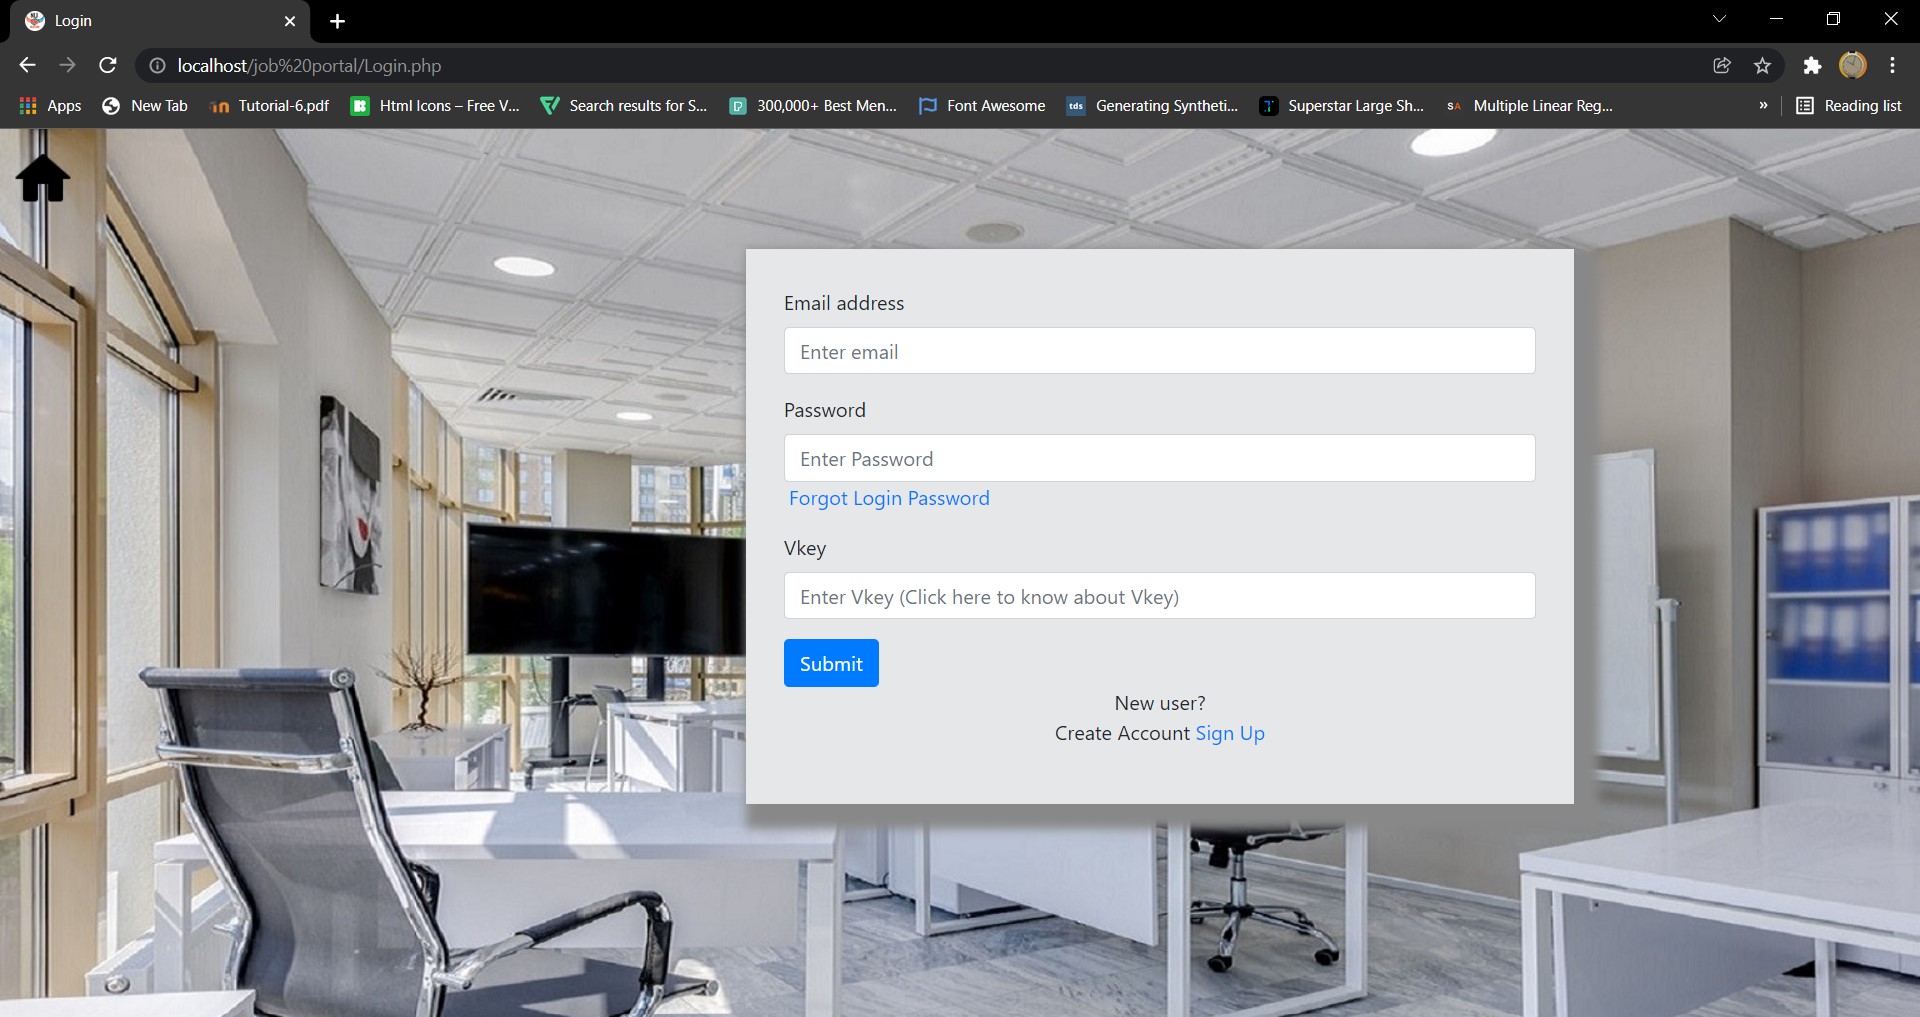 Login
localhost/job%20portal/Login.php
Apps New Tab Tutorial-6.pdf Html Icons – Free V... Search results for S... 300,000+ Best Men... Font Awesome tds Generating Syntheti... Superstar Large Sh... SA Multiple Linear Reg... » Reading list
Email address
Enter email
Password
Enter Password
Forgot Login Password
Vkey
Enter Vkey (Click here to know about Vkey)
Submit
New user?
Create Account Sign Up